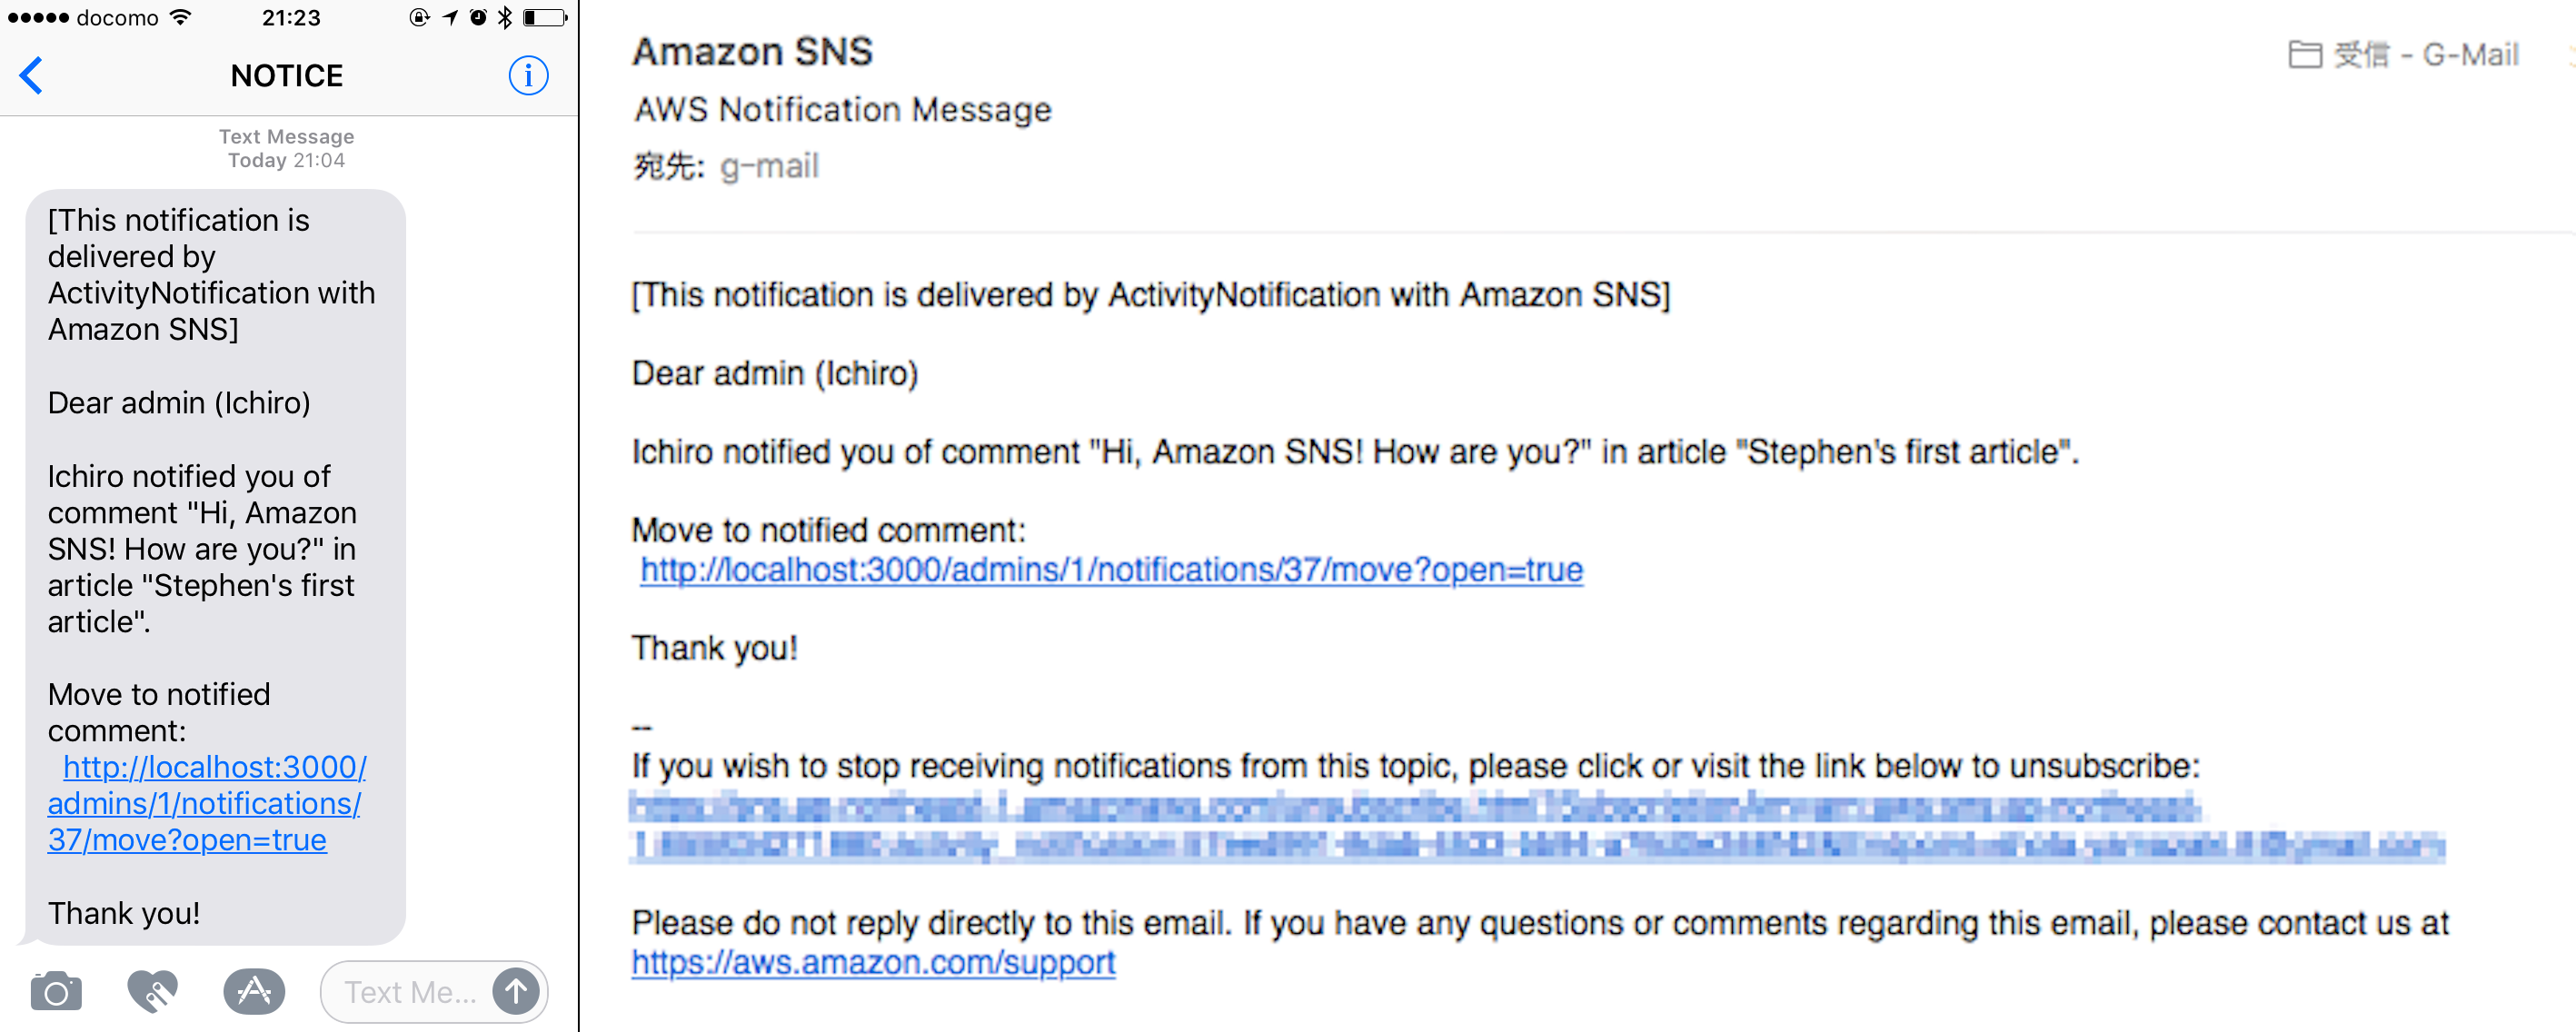 docomo 21:23
NOTICE
Text Message
Today 21:04
[This notification is
delivered by
ActivityNotification with
Amazon SNS]
Dear admin (Ichiro)
Ichiro notified you of
comment "Hi, Amazon
SNS! How are you?" in
article "Stephen's first
article".
Move to notified
comment:
http://localhost:3000/
admins/1/notifications/
37/move?open=true
Thank you!
Text Me...
Amazon SNS
受信 - G-Mail
AWS Notification Message
宛先: g-mail
[This notification is delivered by ActivityNotification with Amazon SNS]
Dear admin (Ichiro)
Ichiro notified you of comment "Hi, Amazon SNS! How are you?" in article "Stephen's first article".
Move to notified comment:
http://localhost:3000/admins/1/notifications/37/move?open=true
Thank you!
--
If you wish to stop receiving notifications from this topic, please click or visit the link below to unsubscribe:
Please do not reply directly to this email. If you have any questions or comments regarding this email, please contact us at
https://aws.amazon.com/support